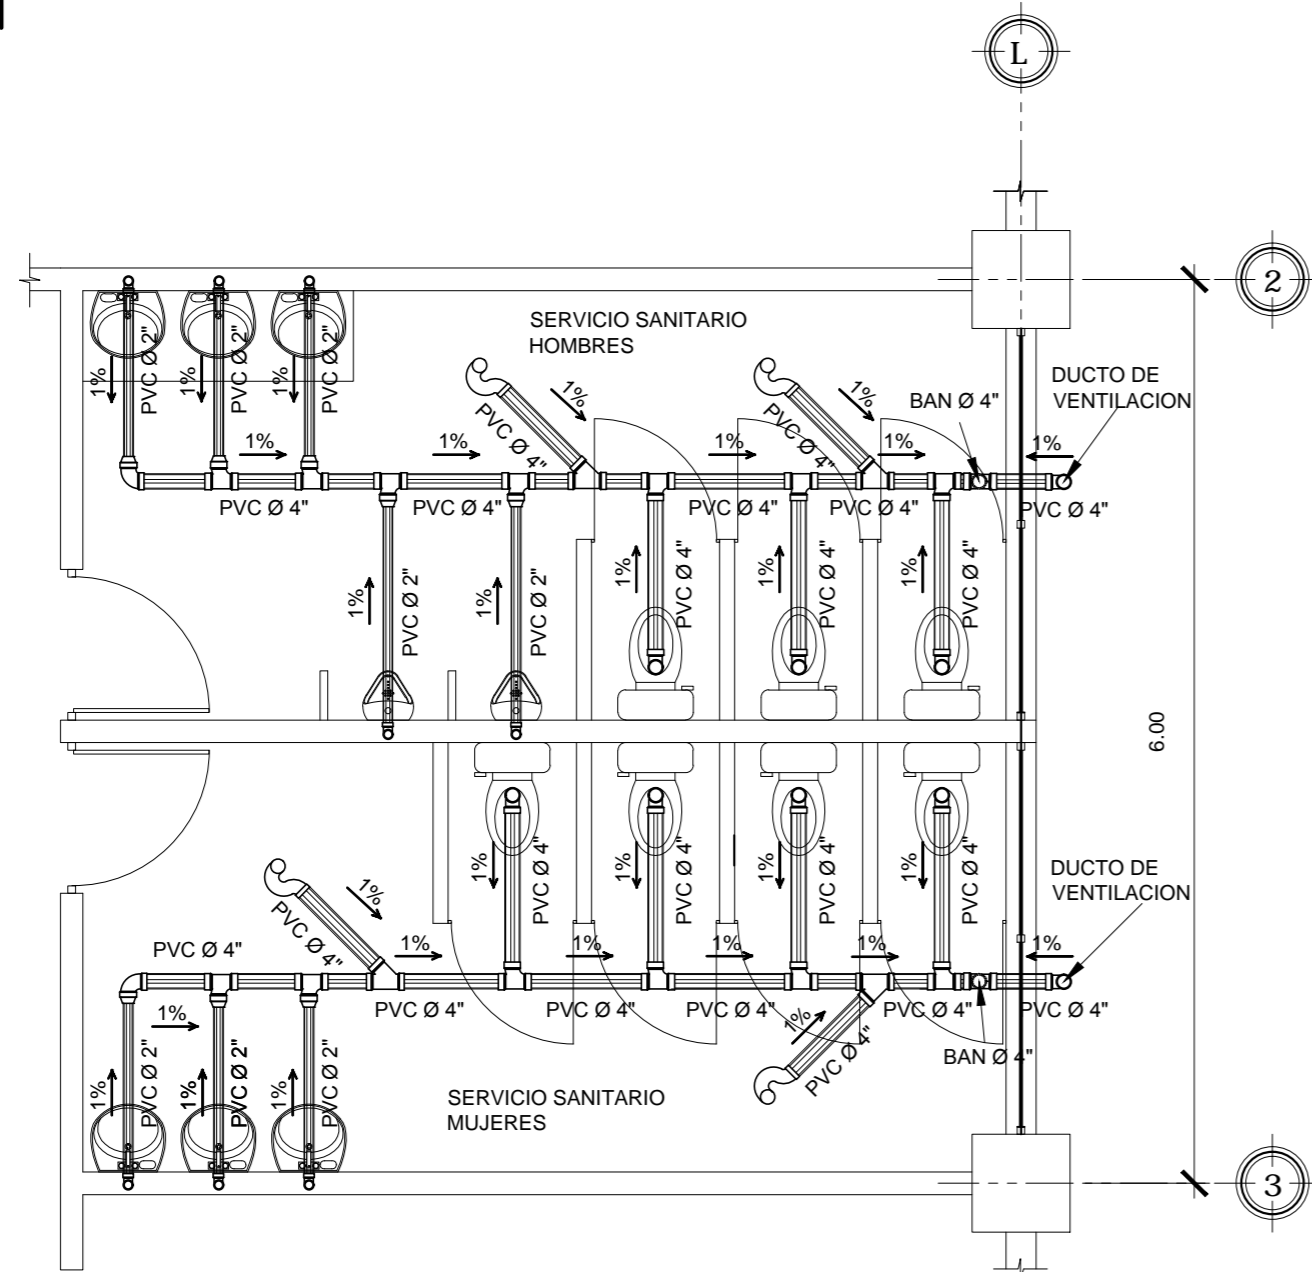 L
2
SERVICIO SANITARIO
HOMBRES
DUCTO DE
VENTILACION
BAN Ø 4"
1%
PVC Ø 2"
1%
PVC Ø 2"
1%
PVC Ø 2"
1%
PVC Ø 4"
1%
PVC Ø 4"
1%
1%
1%
1%
1%
PVC Ø 4"
PVC Ø 4"
PVC Ø 4"
PVC Ø 4"
PVC Ø 4"
PVC Ø 4"
1%
PVC Ø 2"
1%
PVC Ø 2"
1%
PVC Ø 4"
1%
PVC Ø 4"
1%
PVC Ø 4"
6.00
1%
PVC Ø 4"
1%
PVC Ø 4"
1%
PVC Ø 4"
1%
PVC Ø 4"
DUCTO DE
VENTILACION
1%
PVC Ø 4"
PVC Ø 4"
1%
1%
1%
1%
1%
1%
PVC Ø 4"
PVC Ø 4"
PVC Ø 4"
PVC Ø 4"
PVC Ø 4"
1%
PVC Ø 4"
BAN Ø 4"
1%
PVC Ø 2"
1%
PVC Ø 2"
1%
PVC Ø 2"
SERVICIO SANITARIO
MUJERES
3